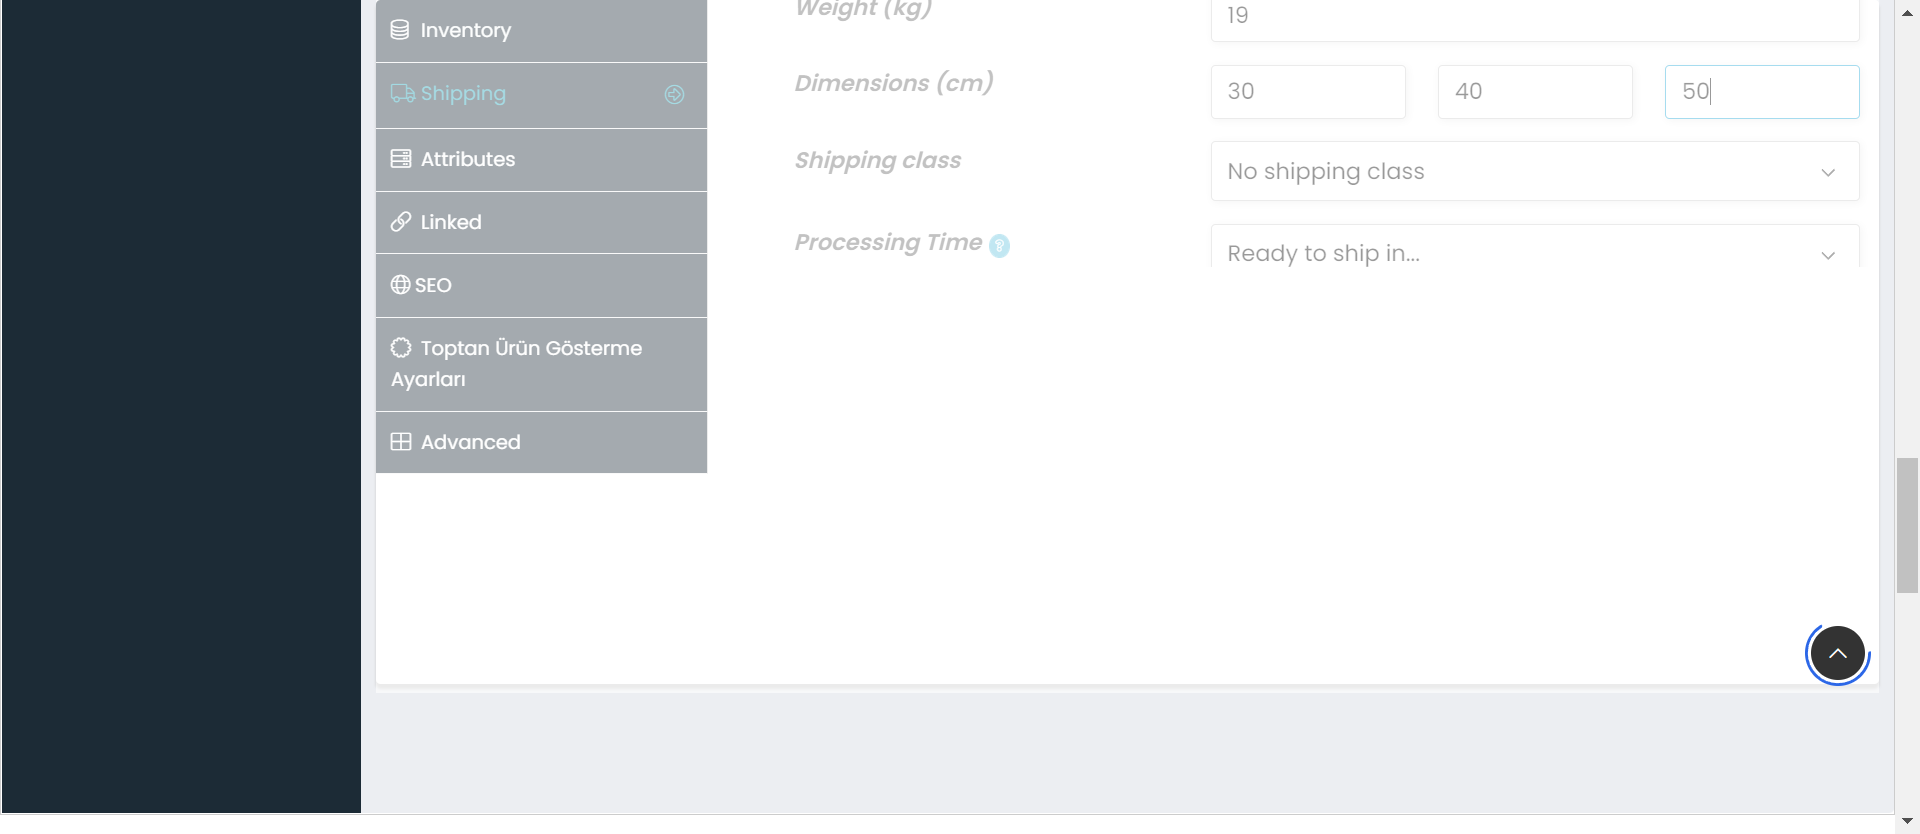 Inventory
Shipping
Attributes
Linked
SEO
Toptan Ürün Gösterme
Ayarları
Advanced
Weight (kg)
19
Dimensions (cm)
30
40
50
Shipping class
No shipping class
Processing Time ?
Ready to ship in...